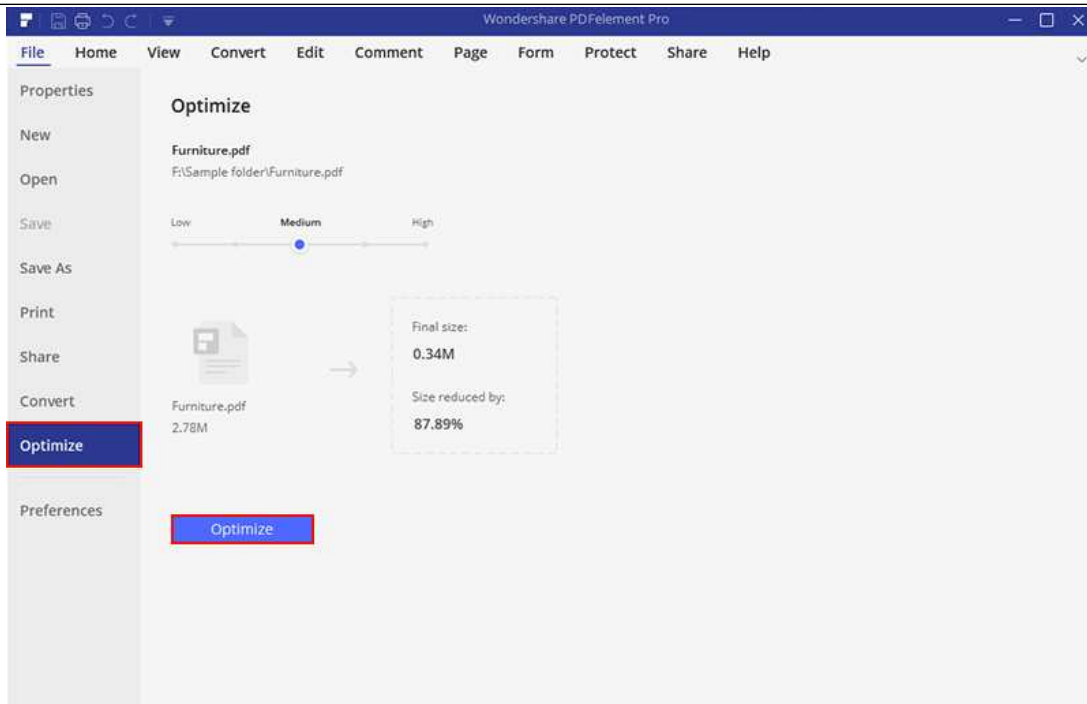 Wondershare PDFelement Pro
File Home View Convert Edit Comment Page Form Protect Share Help
Properties
New
Open
Save
Save As
Print
Share
Convert
Optimize
Preferences
Optimize
Furniture.pdf
F:\Sample folder\Furniture.pdf
Low Medium High
Furniture.pdf
2.78M
Final size:
0.34M
Size reduced by:
87.89%
Optimize